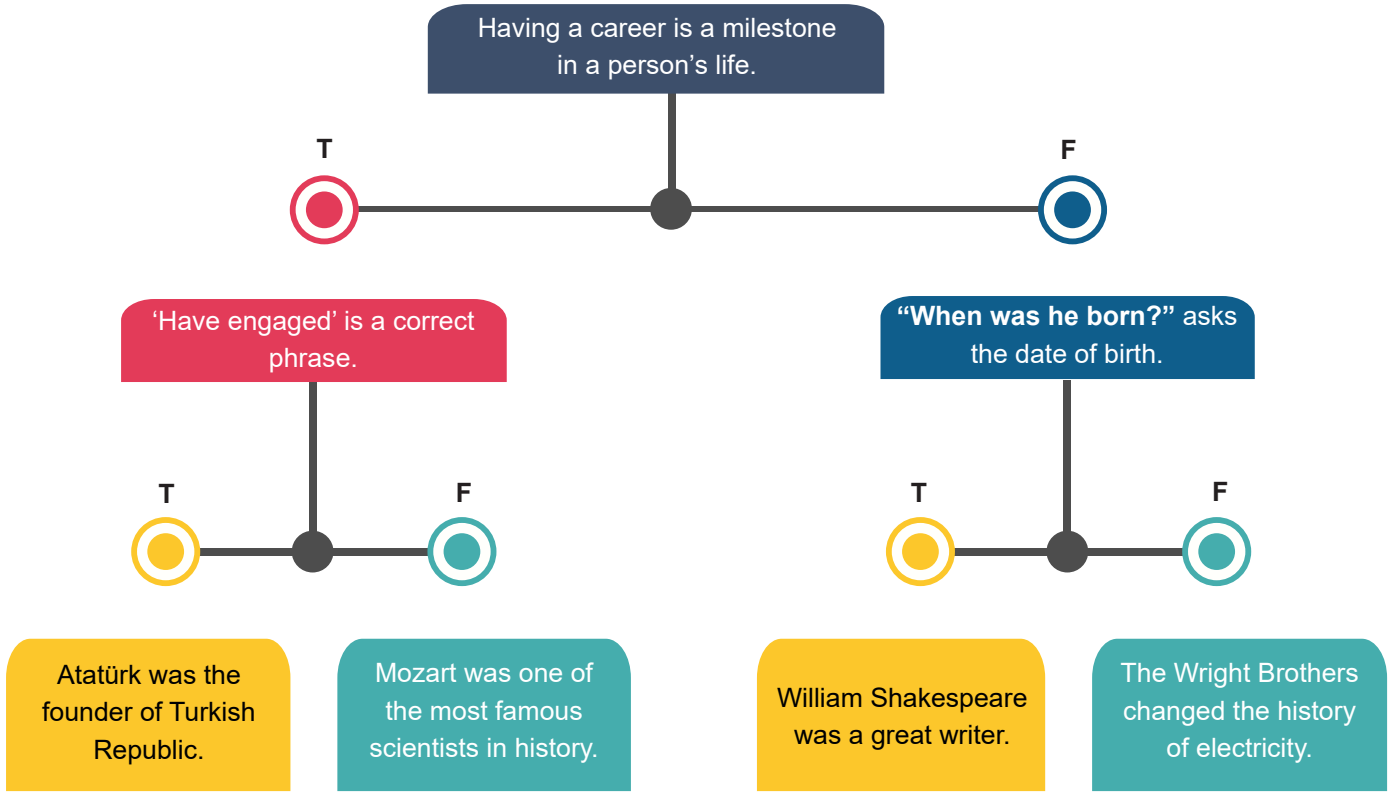 Having a career is a milestone
in a person’s life.
T
F
‘Have engaged’ is a correct
phrase.
“When was he born?” asks
the date of birth.
T
F
T
F
Atatürk was the
founder of Turkish
Republic.
Mozart was one of
the most famous
scientists in history.
William Shakespeare
was a great writer.
The Wright Brothers
changed the history
of electricity.